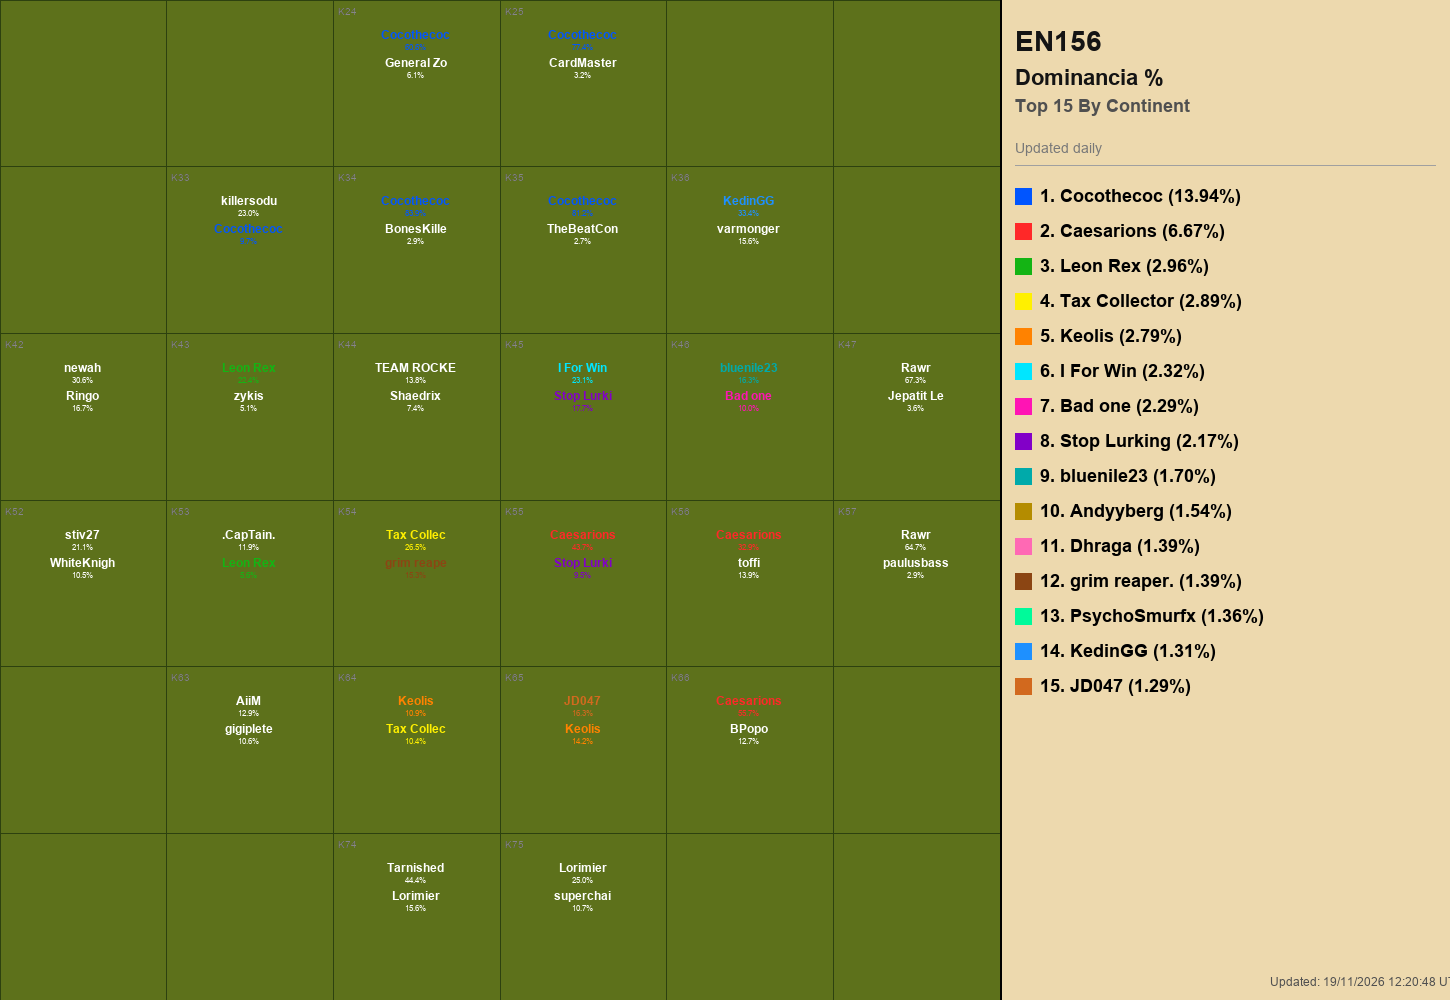 K24
Cocothecoc
General Zo
6.1%
K25
Cocothecoc
CardMaster
3.2%
K33
killersodu
23.0%
Cocothecoc
K34
Cocothecoc
BonesKille
2.9%
K35
Cocothecoc
TheBeatCon
2.7%
K36
KedinGG
33.4%
varmonger
15.6%
K42
newah
30.6%
Ringo
16.7%
K43
Leon Rex
zykis
5.1%
K44
TEAM ROCKE
13.8%
Shaedrix
7.4%
K45
I For Win
23.1%
Stop Lurki
17.7%
K46
bluenile23
Bad one
K47
Rawr
67.3%
Jepatit Le
3.6%
K52
stiv27
21.1%
WhiteKnigh
10.5%
K53
.CapTain.
11.9%
Leon Rex
K54
Tax Collec
26.5%
grim reape
K55
Caesarions
Stop Lurki
9.5%
K56
Caesarions
toffi
13.9%
K57
Rawr
64.7%
paulusbass
2.9%
K63
AiiM
12.9%
gigiplete
10.6%
K64
Keolis
10.9%
Tax Collec
10.4%
K65
JD047
Keolis
14.2%
K66
Caesarions
BPopo
12.7%
K74
Tarnished
44.4%
Lorimier
15.6%
K75
Lorimier
25.0%
superchai
10.7%
EN156
Dominancia %
Top 15 By Continent
Updated daily
1. Cocothecoc (13.94%)
2. Caesarions (6.67%)
3. Leon Rex (2.96%)
4. Tax Collector (2.89%)
5. Keolis (2.79%)
6. I For Win (2.32%)
7. Bad one (2.29%)
8. Stop Lurking (2.17%)
9. bluenile23 (1.70%)
10. Andyyberg (1.54%)
11. Dhraga (1.39%)
12. grim reaper. (1.39%)
13. PsychoSmurfx (1.36%)
14. KedinGG (1.31%)
15. JD047 (1.29%)
Updated: 19/11/2026 12:20:48 U